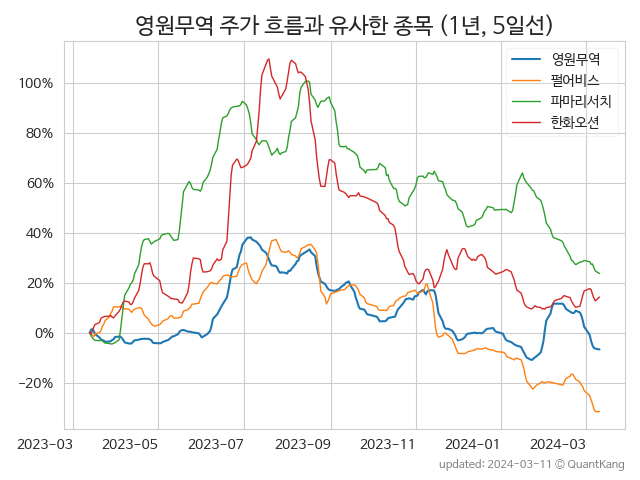 영원무역 주가 흐름과 유사한 종목 (1년, 5일선)
영원무역
펄어비스
파마리서치
한화오션
100%
80%
60%
40%
20%
0%
−20%
2023-03
2023-05
2023-07
2023-09
2023-11
2024-01
2024-03
updated: 2024-03-11 © QuantKang